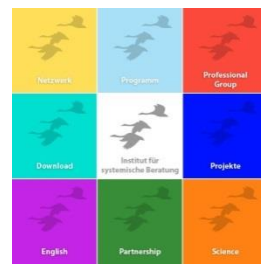 Netzwerk
Programm
Professional
Group
Download
Institut für
systemische Beratung
Projekte
English
Partnership
Science